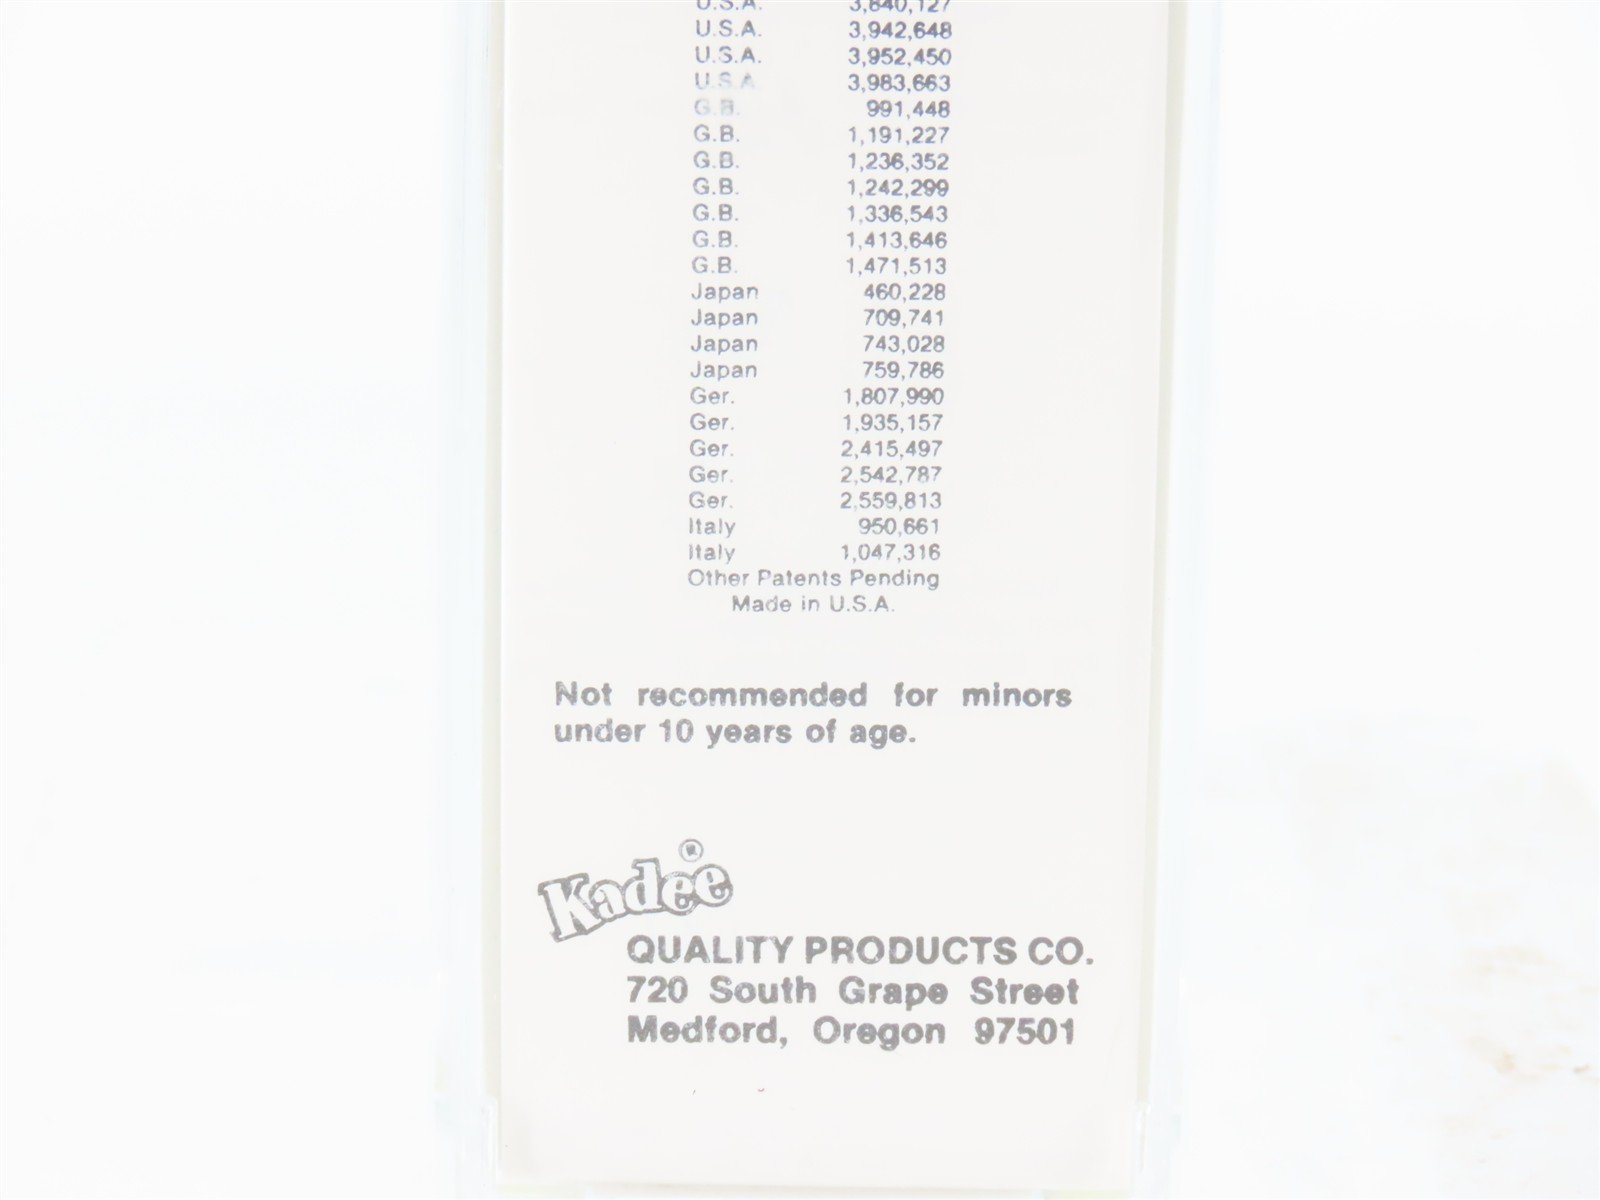 U.S.A. 3,840,127
U.S.A. 3,942,648
U.S.A. 3,952,450
U.S.A. 3,983,663
G.B. 991,448
G.B. 1,191,227
G.B. 1,236,352
G.B. 1,242,299
G.B. 1,336,543
G.B. 1,413,646
G.B. 1,471,513
Japan 460,228
Japan 709,741
Japan 743,028
Japan 759,786
Ger. 1,807,990
Ger. 1,935,157
Ger. 2,415,497
Ger. 2,542,787
Ger. 2,559,813
Italy 950,661
Italy 1,047,316
Other Patents Pending
Made in U.S.A.
Not recommended for minors
under 10 years of age.
Kadee ®
QUALITY PRODUCTS CO.
720 South Grape Street
Medford, Oregon 97501